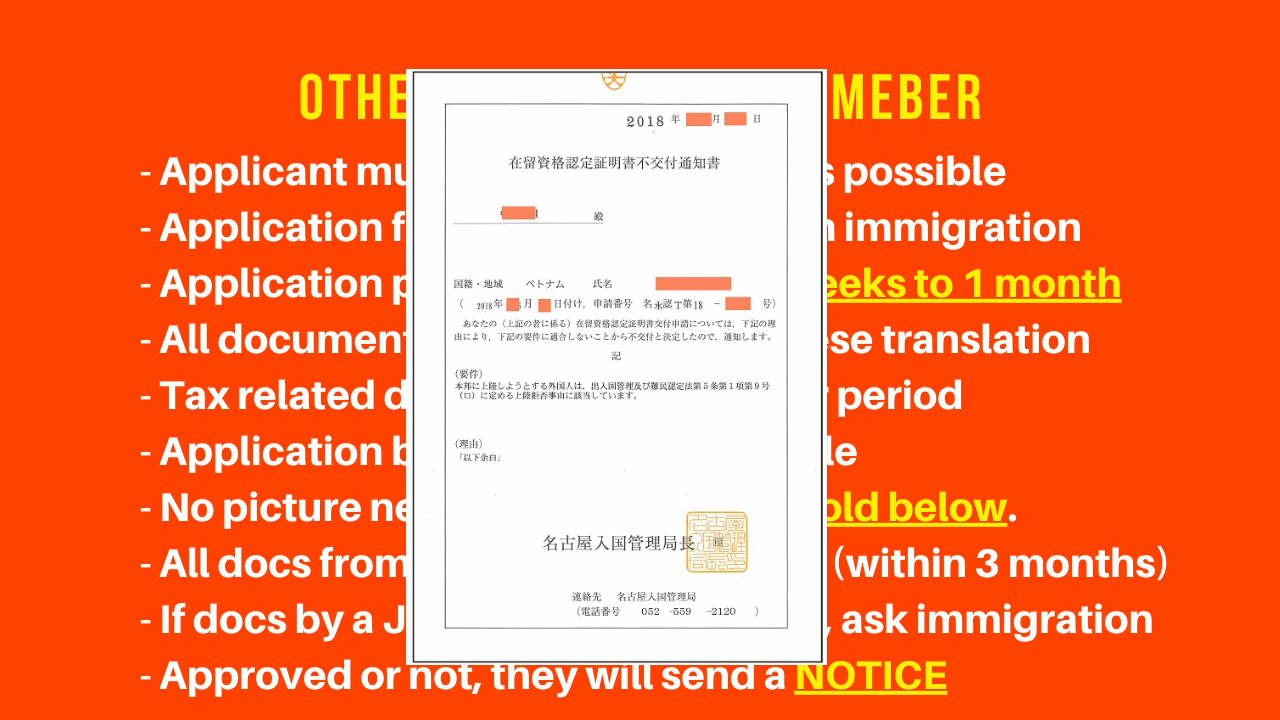 OTHE MEBER
- Applicant mu s possible
- Application f n immigration
- Application p eeks to 1 month
- All document ese translation
- Tax related d r period
- Application b le
- No picture ne old below.
- All docs from (within 3 months)
- If docs by a J , ask immigration
- Approved or not, they will send a NOTICE
2018 年 月 日
在留資格認定証明書不交付通知書
殿
国籍・地域 ベトナム 氏名
( 2018年 月 日付け, 申請番号 名永認T第18 － 号)
あなたの (上記の者に係る) 在留資格認定証明書交付申請については, 下記の理
由により, 下記の要件に適合しないことから不交付と決定したので, 通知します。
記
(要件)
本邦に上陸しようとする外国人は, 出入国管理及び難民認定法第5条第1項第9号
(ロ) に定める上陸拒否事由に該当しています。
(理由)
「以下余白」
名古屋入国管理局長
連絡先 名古屋入国管理局
(電話番号 052 -559 -2120 )